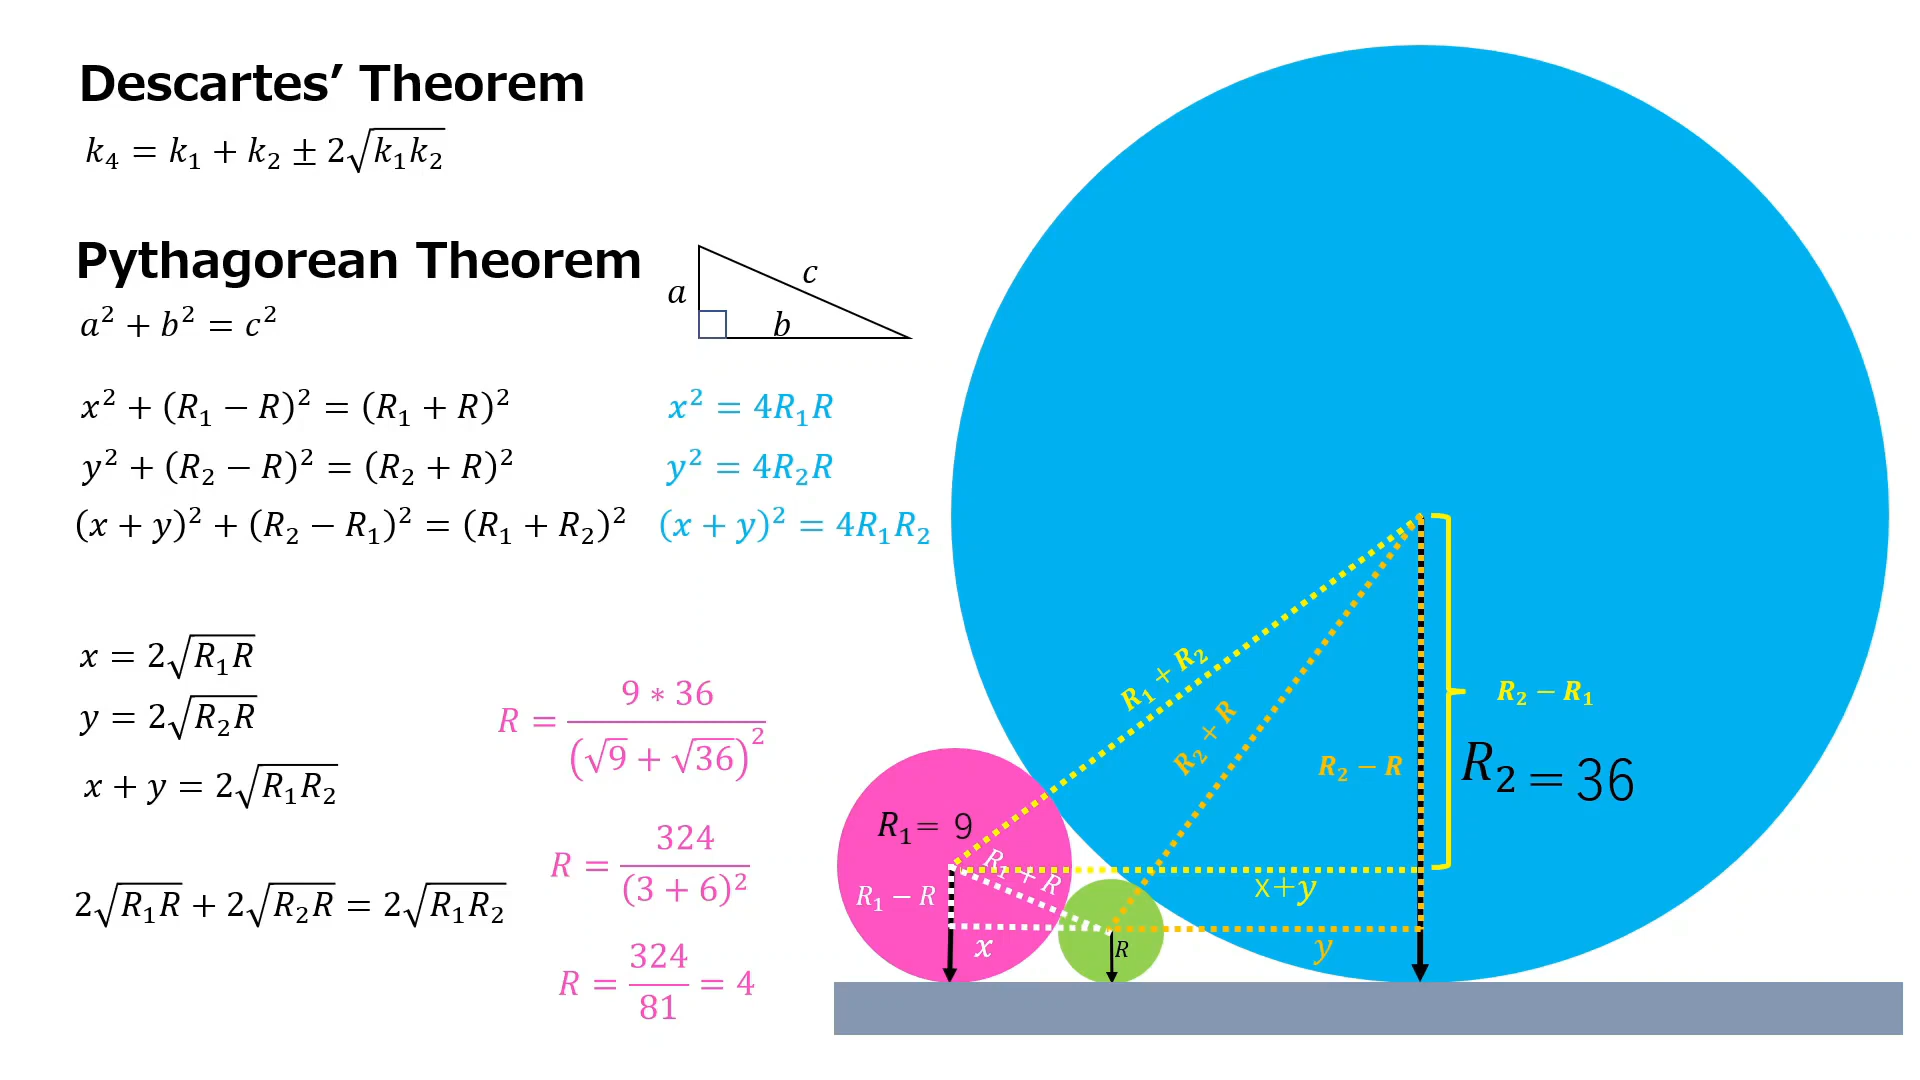 Descartes' Theorem
k₄ = k₁ + k₂ ± 2√(k₁k₂)
Pythagorean Theorem
a² + b² = c²
a
c
b
x² + (R₁ − R)² = (R₁ + R)²
x² = 4R₁R
y² + (R₂ − R)² = (R₂ + R)²
y² = 4R₂R
(x + y)² + (R₂ − R₁)² = (R₁ + R₂)²
(x + y)² = 4R₁R₂
x = 2√(R₁R)
y = 2√(R₂R)
x + y = 2√(R₁R₂)
2√(R₁R) + 2√(R₂R) = 2√(R₁R₂)
R = 9 * 36 / (√9 + √36)²
R = 324 / (3 + 6)²
R = 324 / 81 = 4
R₁ + R₂
R₂ + R
R₂ − R₁
R₂ − R
R₂ = 36
R₁ = 9
R₁ + R
R₁ − R
x+y
x
R
y